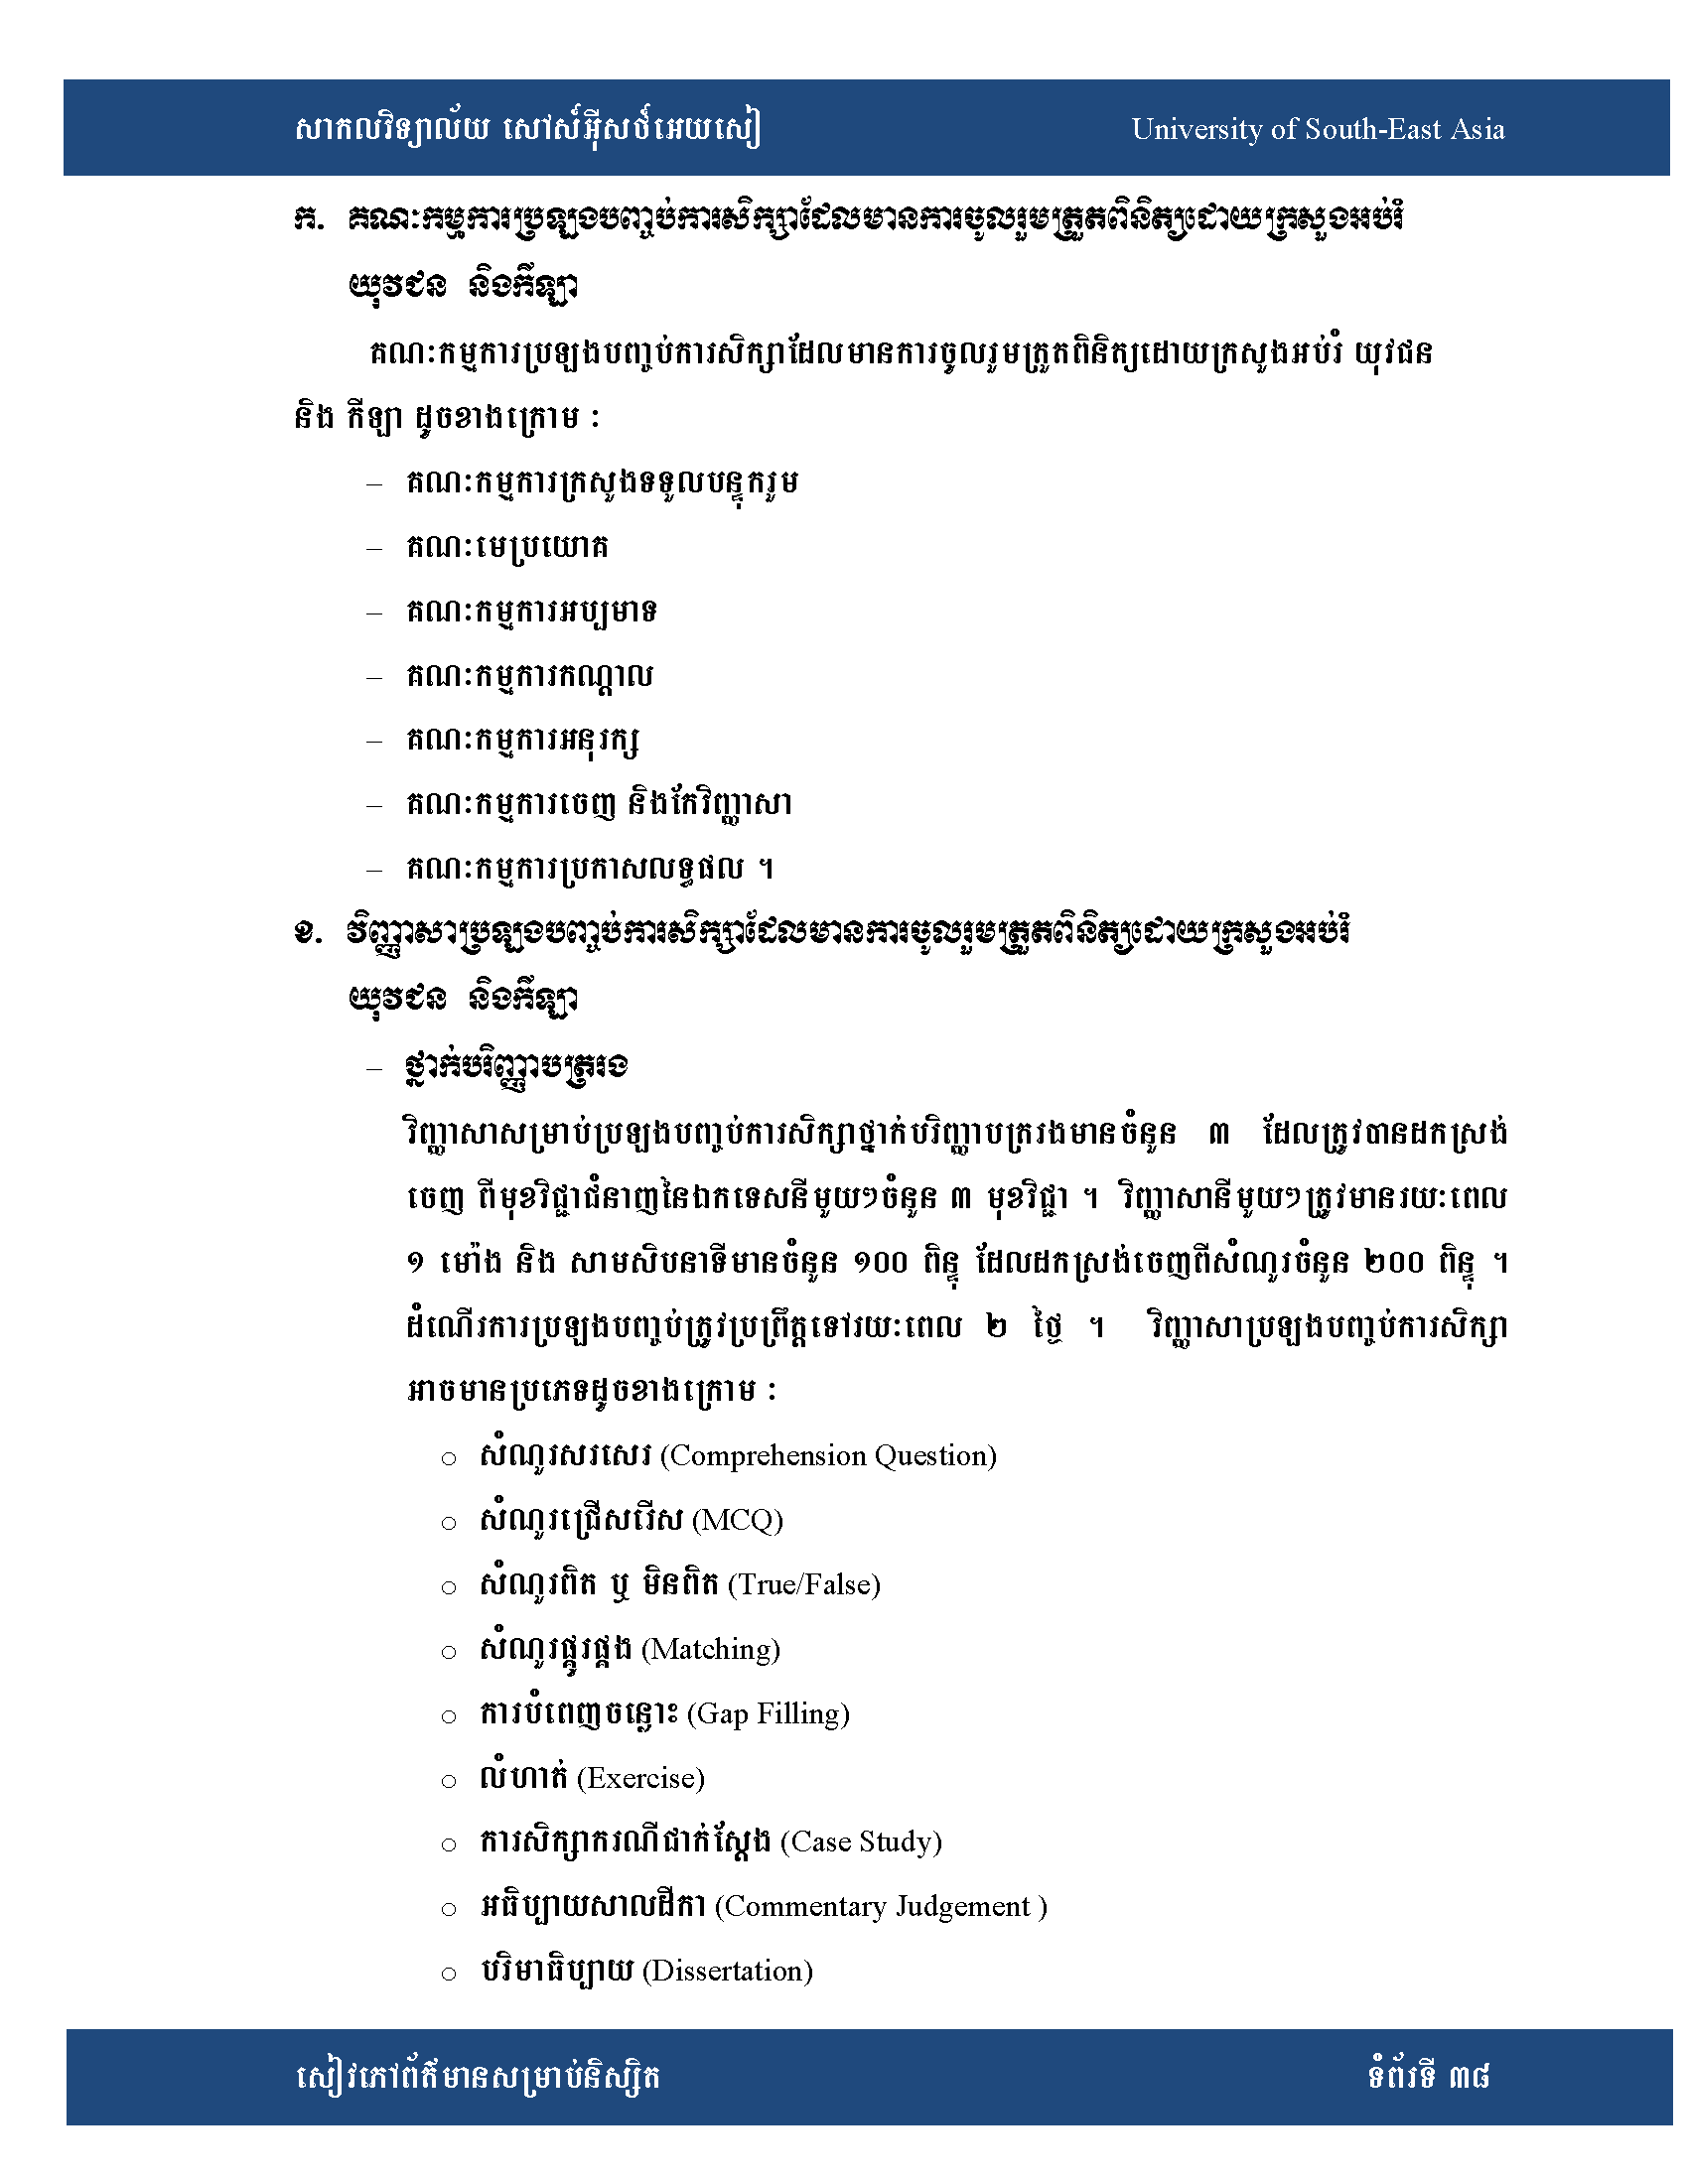 សាកលវិទ្យាល័យ សៅស៍អ៊ីសថ៍អេយសៀ University of South-East Asia
ក. គណៈកម្មការប្រឡងបញ្ចប់ការសិក្សាដែលមានការចូលរួមត្រួតពិនិត្យដោយក្រសួងអប់រំ
យុវជន និងកីឡា
គណៈកម្មការប្រឡងបញ្ចប់ការសិក្សាដែលមានការចូលរួមត្រួតពិនិត្យដោយក្រសួងអប់រំ យុវជន
និង កីឡា ដូចខាងក្រោម ៖
– គណៈកម្មការក្រសួងទទួលបន្ទុករួម
– គណៈមេប្រយោគ
– គណៈកម្មការអប្បមាទ
– គណៈកម្មការកណ្តាល
– គណៈកម្មការអនុរក្ស
– គណៈកម្មការចេញ និងកែវិញ្ញាសា
– គណៈកម្មការប្រកាសលទ្ធផល ។
ខ. វិញ្ញាសាប្រឡងបញ្ចប់ការសិក្សាដែលមានការចូលរួមត្រួតពិនិត្យដោយក្រសួងអប់រំ
យុវជន និងកីឡា
– ថ្នាក់បរិញ្ញាបត្ររង
វិញ្ញាសាសម្រាប់ប្រឡងបញ្ចប់ការសិក្សាថ្នាក់បរិញ្ញាបត្ររងមានចំនួន ៣ ដែលត្រូវបានដកស្រង់
ចេញ ពីមុខវិជ្ជាជំនាញនៃឯកទេសនីមួយៗចំនួន ៣ មុខវិជ្ជា ។ វិញ្ញាសានីមួយៗត្រូវមានរយៈពេល
១ ម៉ោង និង សាមសិបនាទីមានចំនួន ១០០ ពិន្ទុ ដែលដកស្រង់ចេញពីសំណួរចំនួន ២០០ ពិន្ទុ ។
ដំណើរការប្រឡងបញ្ចប់ត្រូវប្រព្រឹត្តទៅរយៈពេល ២ ថ្ងៃ ។ វិញ្ញាសាប្រឡងបញ្ចប់ការសិក្សា
អាចមានប្រភេទដូចខាងក្រោម ៖
o សំណួរសរសេរ (Comprehension Question)
o សំណួរជ្រើសរើស (MCQ)
o សំណួរពិត ឬ មិនពិត (True/False)
o សំណួរផ្គូរផ្គង (Matching)
o ការបំពេញចន្លោះ (Gap Filling)
o លំហាត់ (Exercise)
o ការសិក្សាករណីជាក់ស្តែង (Case Study)
o អធិប្បាយសាលដីកា (Commentary Judgement )
o បរិមាធិប្បាយ (Dissertation)
សៀវភៅព័ត៌មានសម្រាប់និស្សិត ទំព័រទី ៣៨